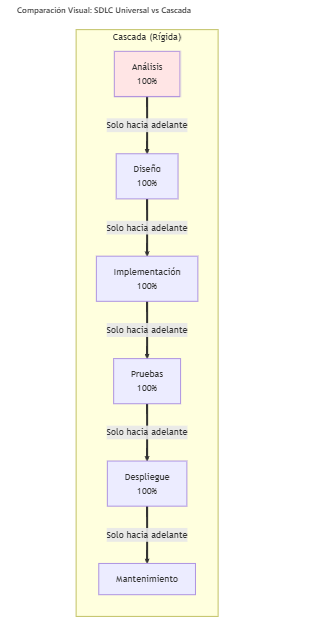 Comparación Visual: SDLC Universal vs Cascada
Cascada (Rígida)
Análisis
100%
Solo hacia adelante
Diseño
100%
Solo hacia adelante
Implementación
100%
Solo hacia adelante
Pruebas
100%
Solo hacia adelante
Despliegue
100%
Solo hacia adelante
Mantenimiento